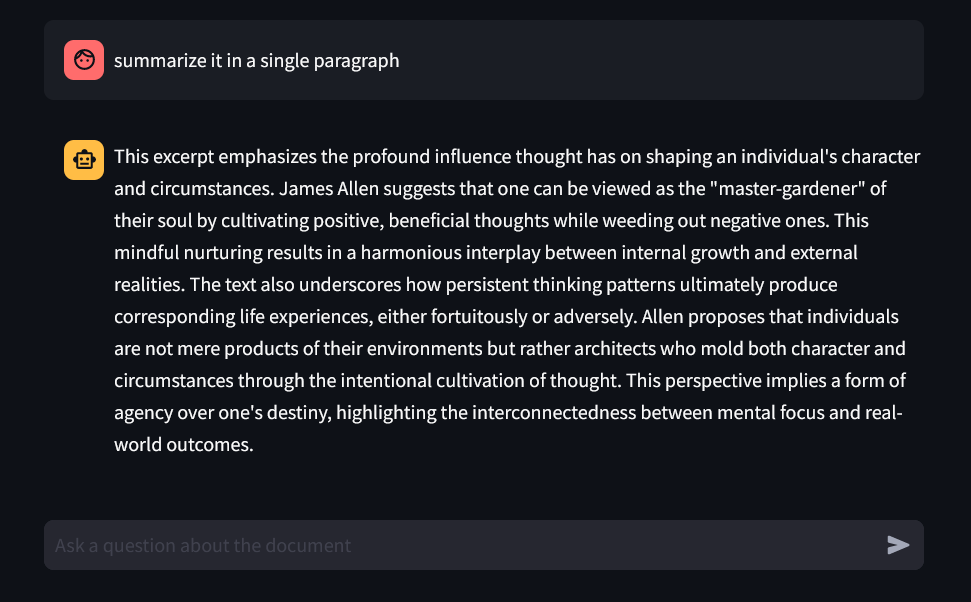 summarize it in a single paragraph
This excerpt emphasizes the profound influence thought has on shaping an individual's character
and circumstances. James Allen suggests that one can be viewed as the "master-gardener" of
their soul by cultivating positive, beneficial thoughts while weeding out negative ones. This
mindful nurturing results in a harmonious interplay between internal growth and external
realities. The text also underscores how persistent thinking patterns ultimately produce
corresponding life experiences, either fortuitously or adversely. Allen proposes that individuals
are not mere products of their environments but rather architects who mold both character and
circumstances through the intentional cultivation of thought. This perspective implies a form of
agency over one's destiny, highlighting the interconnectedness between mental focus and real-
world outcomes.
Ask a question about the document